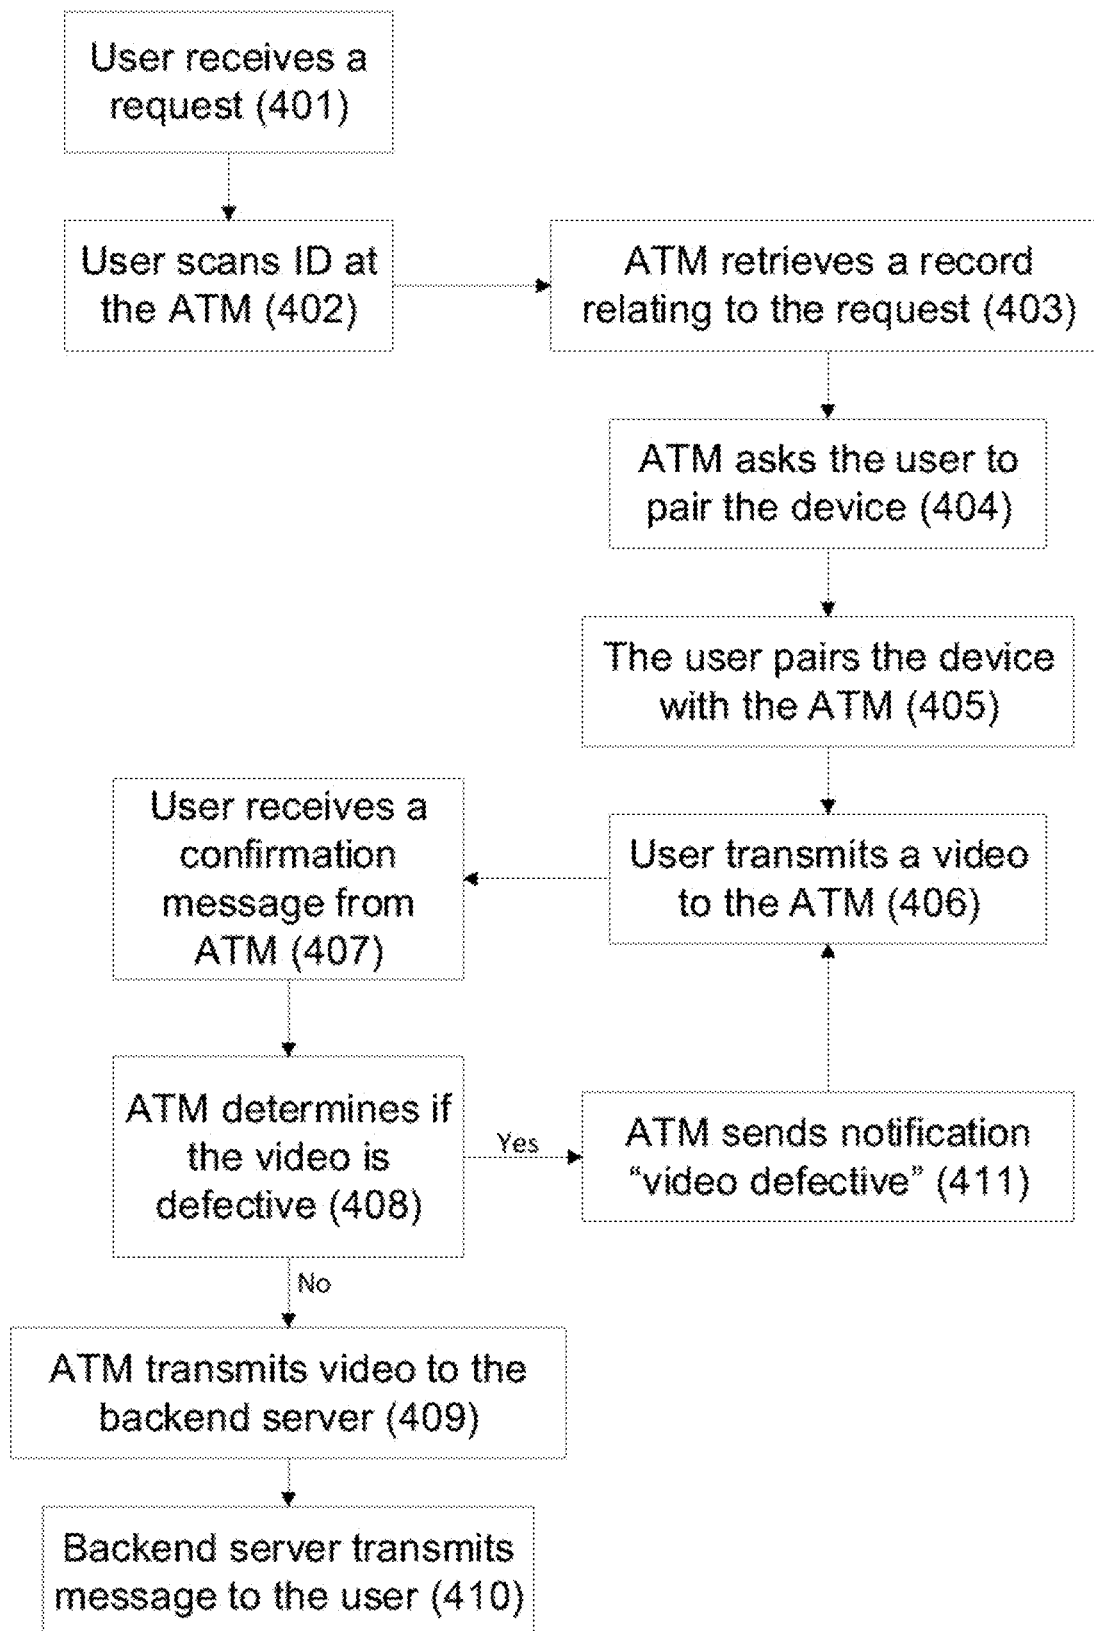 User receives a
request (401)
User scans ID at
the ATM (402)
ATM retrieves a record
relating to the request (403)
ATM asks the user to
pair the device (404)
The user pairs the device
with the ATM (405)
User transmits a video
to the ATM (406)
User receives a
confirmation
message from
ATM (407)
ATM determines if
the video is
defective (408)
Yes
ATM sends notification
“video defective” (411)
No
ATM transmits video to the
backend server (409)
Backend server transmits
message to the user (410)